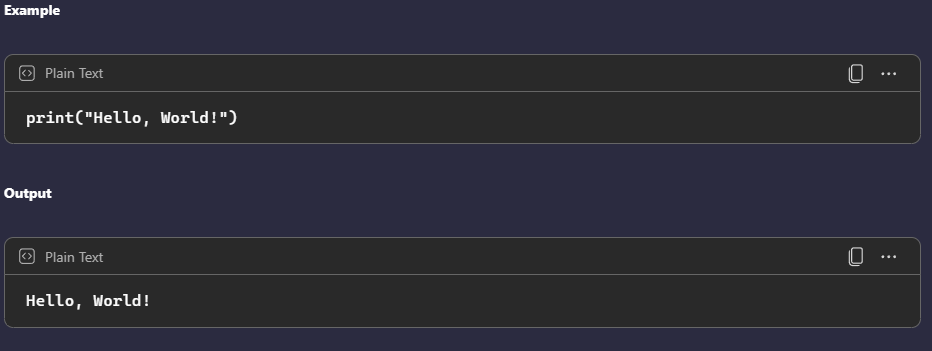 Example
Plain Text
print("Hello, World!")
Output
Plain Text
Hello, World!